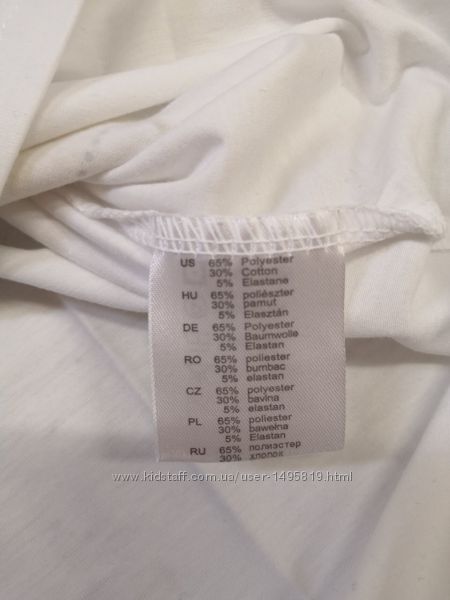 US 65% Polyester
30% Cotton
5% Elastane
HU 65% poliészter
30% pamut
5% Elasztán
DE 65% Polyester
30% Baumwolle
5% Elastan
RO 65% poliester
30% bumbac
5% elastan
CZ 65% polyester
30% bavlna
5% elastan
PL 65% poliester
30% bawełna
5% Elastan
RU 65% полиэстер
30% хлопок
www.kidstaff.com.ua/user-1495819.html